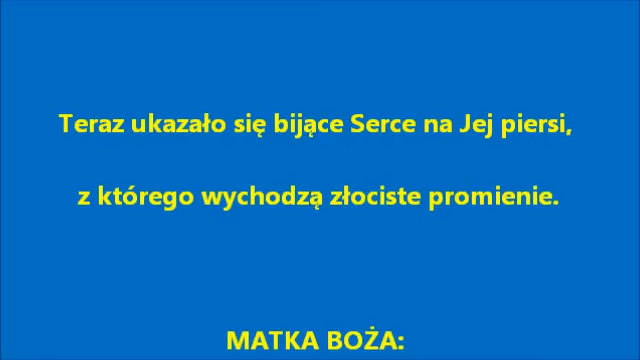 Teraz ukazało się bijące Serce na Jej piersi,
z którego wychodzą złociste promienie.
MATKA BOŻA: